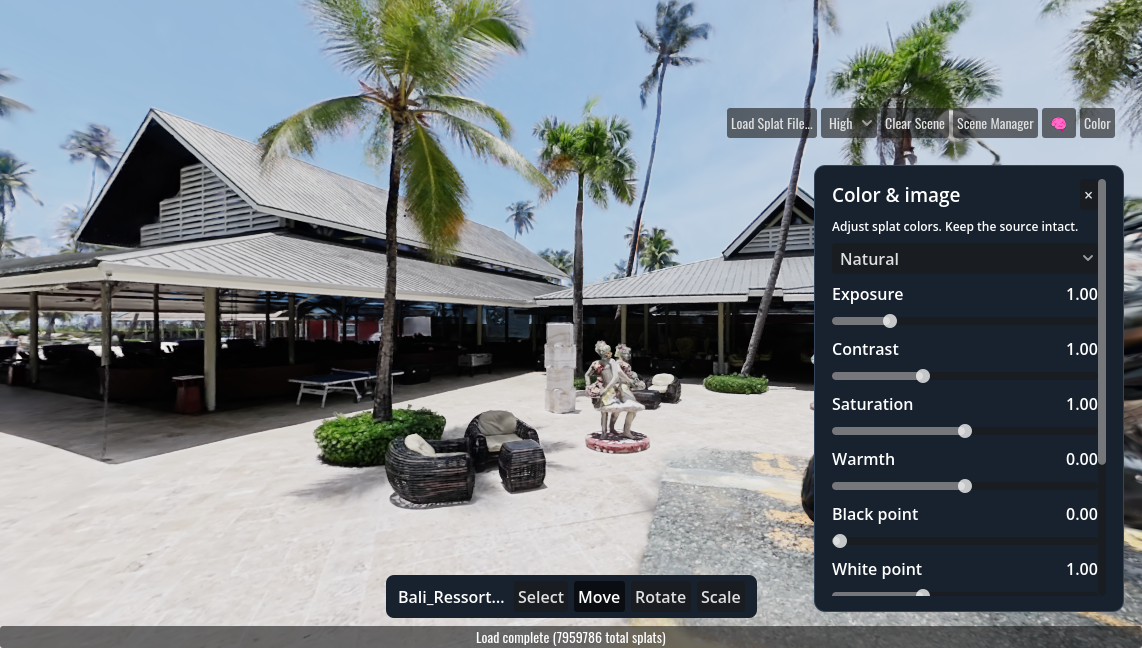 Load Splat File...
High
Clear Scene
Scene Manager
Color
Color & image
×
Adjust splat colors. Keep the source intact.
Natural
Exposure 1.00
Contrast 1.00
Saturation 1.00
Warmth 0.00
Black point 0.00
White point 1.00
Bali_Ressort... Select Move Rotate Scale
Load complete (7959786 total splats)